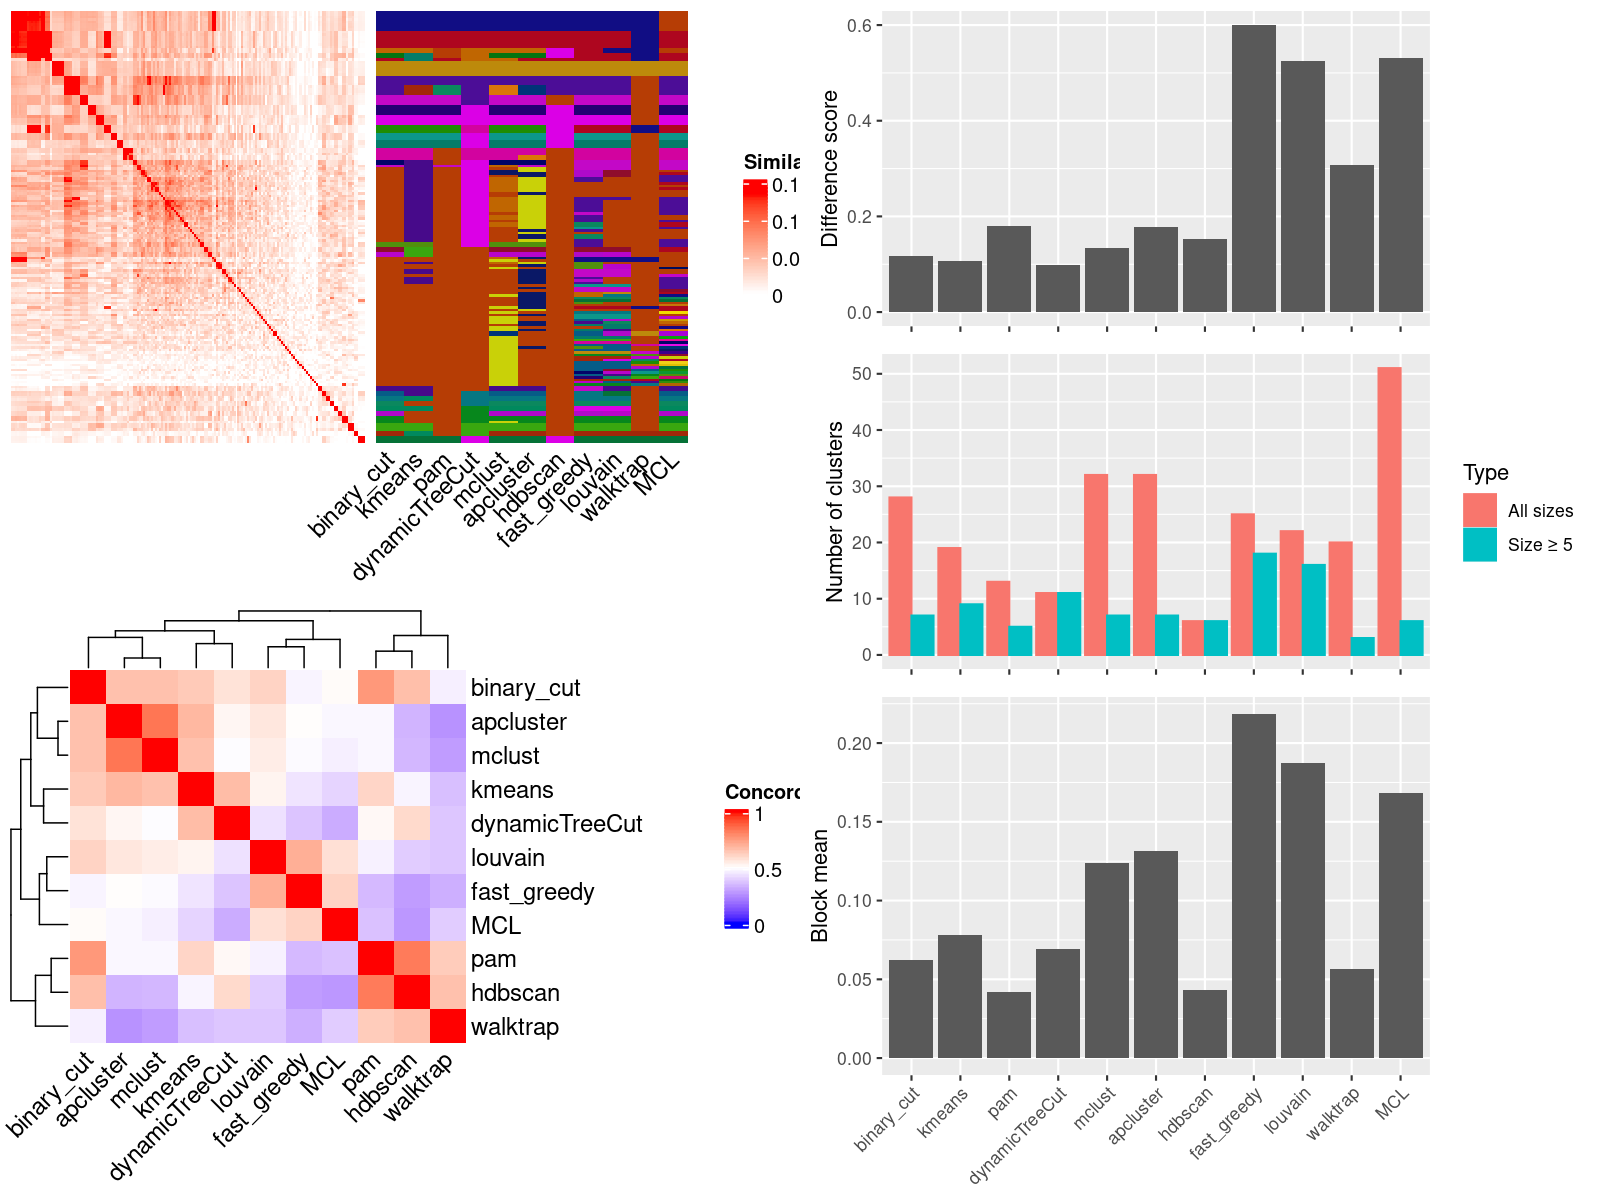 Simila
0.1
0.1
0.0
0
binary_cut
kmeans
pam
dynamicTreeCut
mclust
apcluster
hdbscan
fast_greedy
louvain
walktrap
MCL
binary_cut
apcluster
mclust
kmeans
dynamicTreeCut
louvain
fast_greedy
MCL
pam
hdbscan
walktrap
binary_cut
apcluster
mclust
kmeans
dynamicTreeCut
louvain
fast_greedy
MCL
pam
hdbscan
walktrap
Concord
1
0.5
0
Difference score
0.6
0.4
0.2
0.0
Number of clusters
50
40
30
20
10
0
Type
All sizes
Size ≥ 5
Block mean
0.20
0.15
0.10
0.05
0.00
binary_cut
kmeans
pam
dynamicTreeCut
mclust
apcluster
hdbscan
fast_greedy
louvain
walktrap
MCL